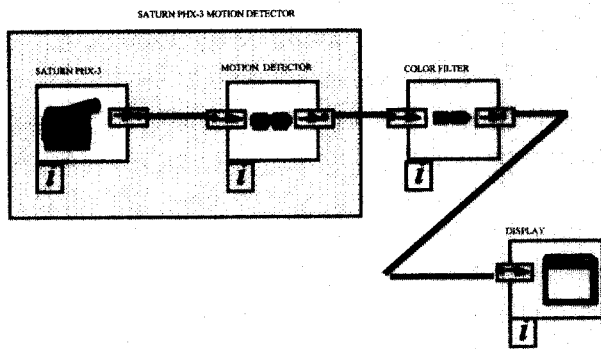 SATURN PHX-3 MOTION DETECTOR
SATURN PHX-3
MOTION DETECTOR
COLOR FILTER
i
i
i
DISPLAY
i